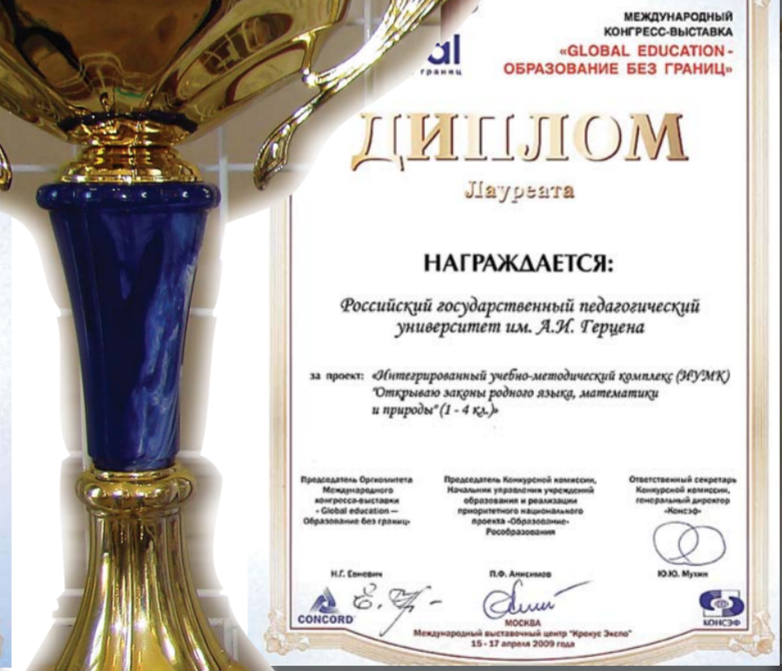 МЕЖДУНАРОДНЫЙ
КОНГРЕСС-ВЫСТАВКА
«GLOBAL EDUCATION -
ОБРАЗОВАНИЕ БЕЗ ГРАНИЦ»
al
границ
ДИПЛОМ
Лауреата
НАГРАЖДАЕТСЯ:
Российский государственный педагогический
университет им. А.И. Герцена
за проект: «Интегрированный учебно-методический комплекс (ИУМК)
"Открываю законы родного языка, математики
и природы" (1 - 4 кл.)»
Председатель Оргкомитета
Международного
конгресса-выставки
- Global education —
Образование без границ-
Н.Г. Евневич
Председатель Конкурсной комиссии,
Начальник управления учреждений
образования и реализации
приоритетного национального
проекта «Образование»
Рособразования
П.Ф. Анисимов
Ответственный секретарь
Конкурсной комиссии,
генеральный директор
«Консэф»
Ю.Ю. Мухин
CONCORD
КОНСЭФ
МОСКВА
Международный выставочный центр "Крокус Экспо"
15 - 17 апреля 2009 года